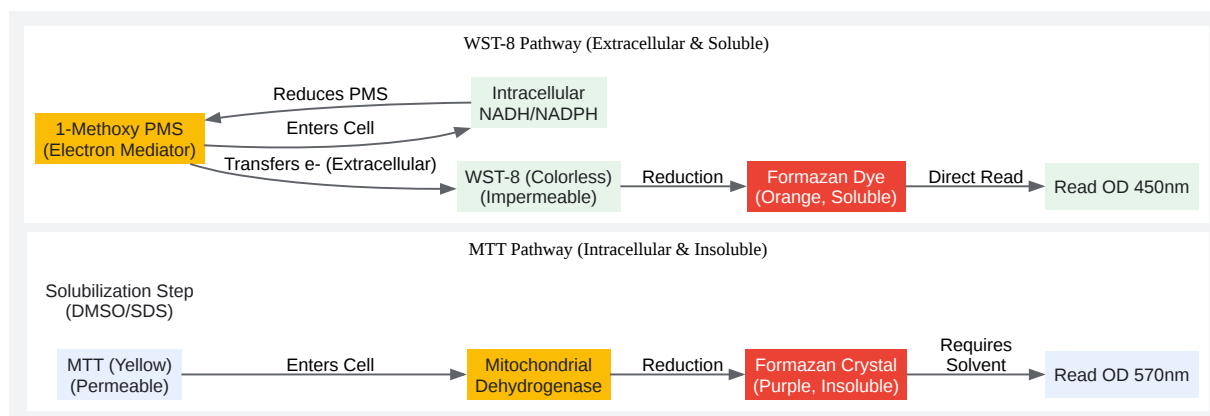 WST-8 Pathway (Extracellular & Soluble)
Reduces PMS
Intracellular
NADH/NADPH
1-Methoxy PMS
(Electron Mediator)
Enters Cell
Transfers e- (Extracellular)
WST-8 (Colorless)
(Impermeable)
Reduction
Formazan Dye
(Orange, Soluble)
Direct Read
Read OD 450nm
MTT Pathway (Intracellular & Insoluble)
Solubilization Step
(DMSO/SDS)
MTT (Yellow)
(Permeable)
Enters Cell
Mitochondrial
Dehydrogenase
Reduction
Formazan Crystal
(Purple, Insoluble)
Requires
Solvent
Read OD 570nm